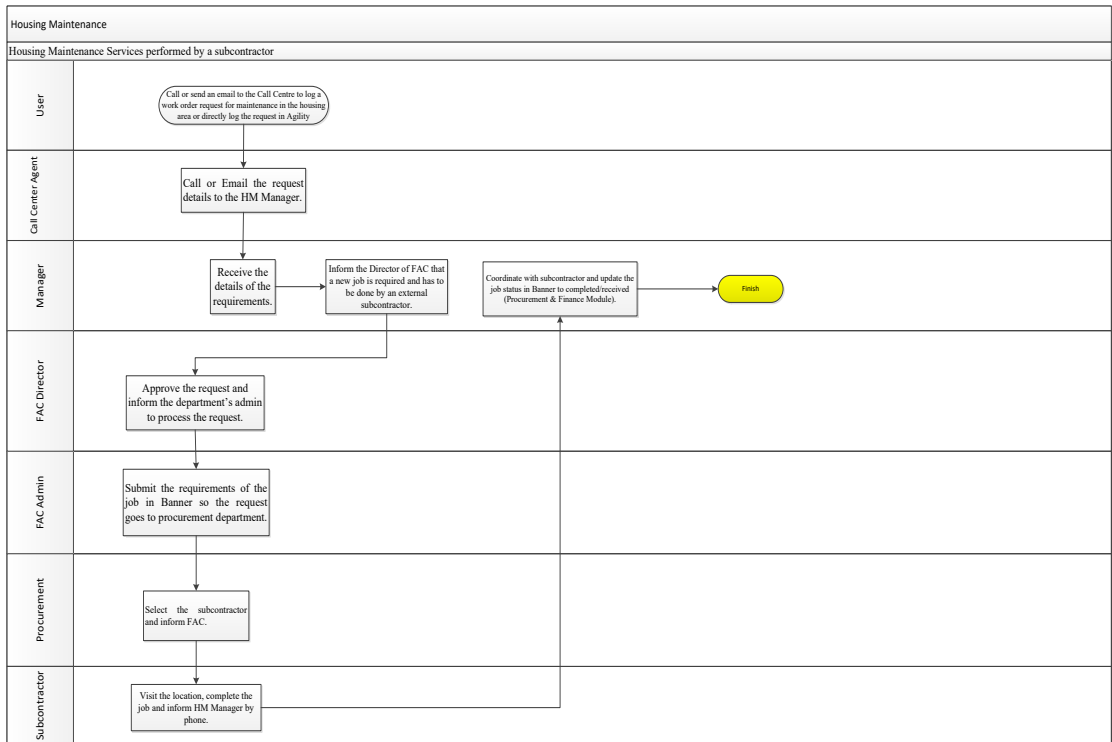 Housing Maintenance
Housing Maintenance Services performed by a subcontractor
User
Call or send an email to the Call Centre to log a
work order request for maintenance in the housing
area or directly log the request in Agility
Call Center Agent
Call or Email the request
details to the HM Manager.
Manager
Receive the
details of the
requirements.
Inform the Director of FAC that
a new job is required and has to
be done by an external
subcontractor.
Coordinate with subcontractor and update the
job status in Banner to completed/received
(Procurement & Finance Module).
Finish
FAC Director
Approve the request and
inform the department’s admin
to process the request.
FAC Admin
Submit the requirements of the
job in Banner so the request
goes to procurement department.
Procurement
Select the subcontractor
and inform FAC.
Subcontractor
Visit the location, complete the
job and inform HM Manager by
phone.